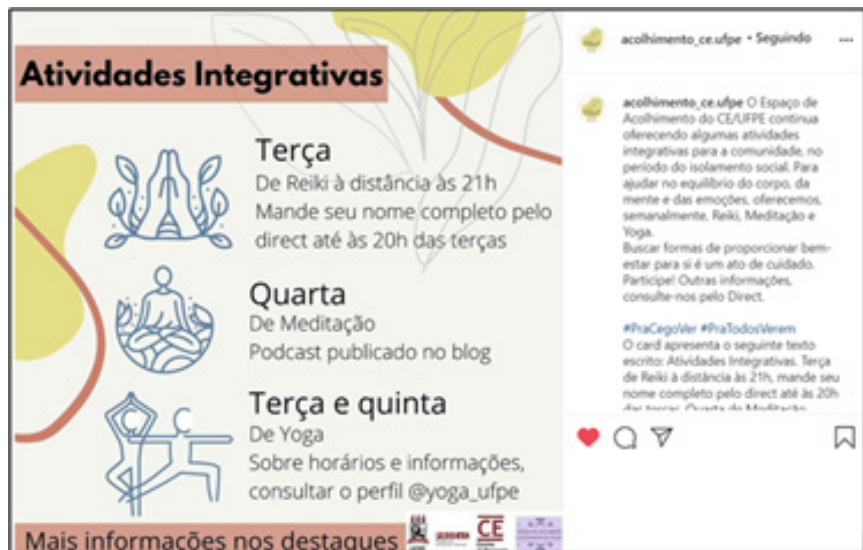 Atividades Integrativas
Terça
De Reiki à distância às 21h
Mande seu nome completo pelo
direct até às 20h das terças
Quarta
De Meditação
Podcast publicado no blog
Terça e quinta
De Yoga
Sobre horários e informações,
consultar o perfil @yoga_ufpe
Mais informações nos destaques
CE
acolhimento_ce.ufpe • Seguindo
acolhimento_ce.ufpe O Espaço de
Acolhimento do CE/UFPE continua
oferecendo algumas atividades
integrativas para a comunidade, no
período do isolamento social. Para
ajudar no equilíbrio do corpo, da
mente e das emoções, oferecemos,
semanalmente, Reiki, Meditação e
Yoga.
Buscar formas de proporcionar bem-
estar para si é um ato de cuidado.
Participe! Outras informações,
consulte-nos pelo Direct.
#PraCegoVer #PraTodosVerem
O card apresenta o seguinte texto
escrito: Atividades Integrativas. Terça
de Reiki à distância às 21h, mande seu
nome completo pelo direct até às 20h
das terças. Quarta de Meditação